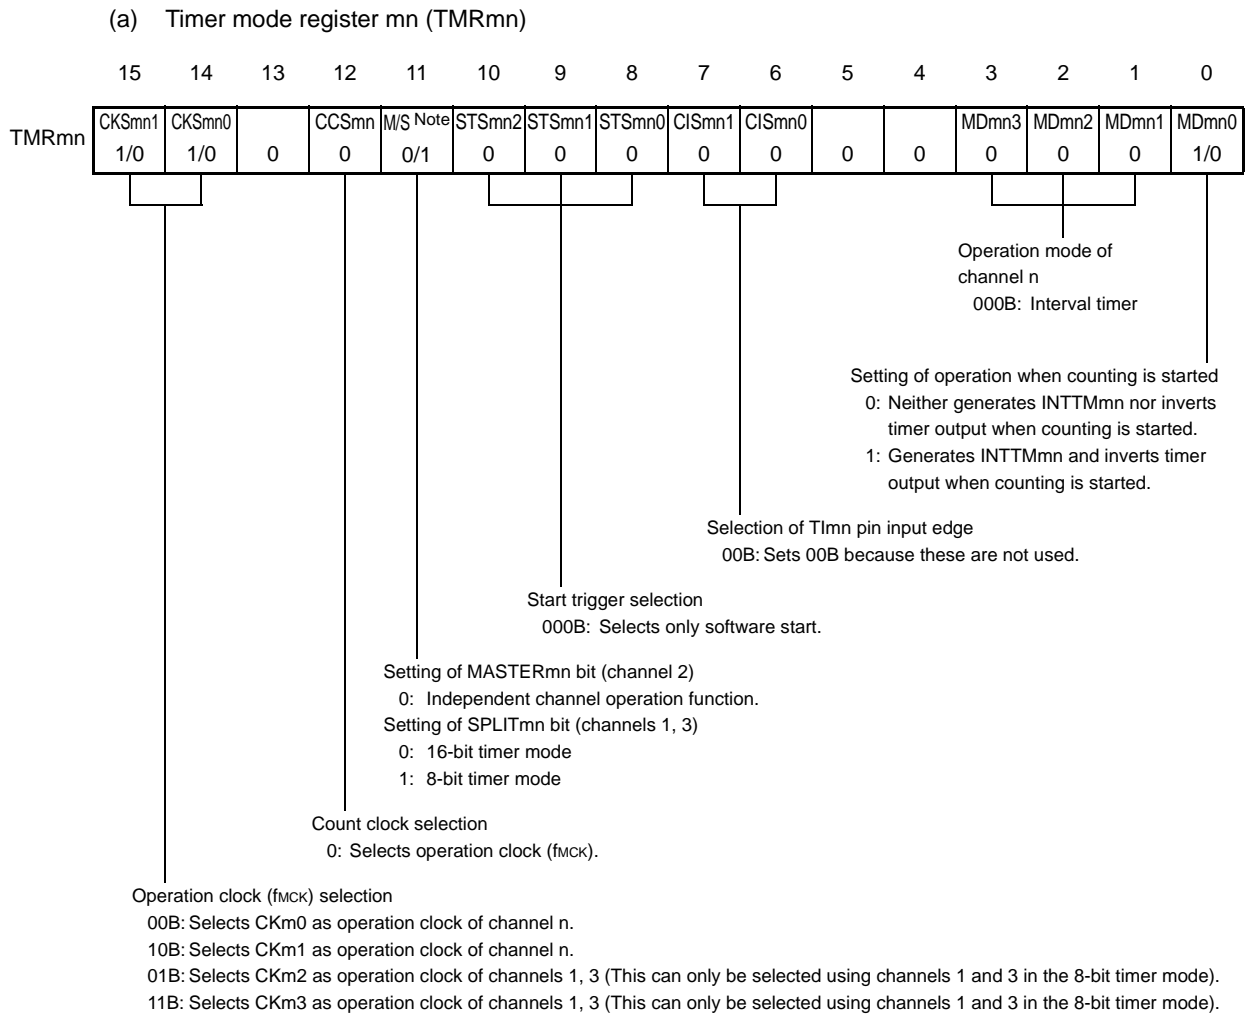 (a) Timer mode register mn (TMRmn)
15 14 13 12 11 10 9 8 7 6 5 4 3 2 1 0
TMRmn CKSmn1 CKSmn0 CCSmn M/S Note STSmn2 STSmn1 STSmn0 CISmn1 CISmn0 MDmn3 MDmn2 MDmn1 MDmn0
1/0 1/0 0 0 0/1 0 0 0 0 0 0 0 0 0 0 1/0
Operation mode of
channel n
000B: Interval timer
Setting of operation when counting is started
0: Neither generates INTTMmn nor inverts
timer output when counting is started.
1: Generates INTTMmn and inverts timer
output when counting is started.
Selection of TImn pin input edge
00B: Sets 00B because these are not used.
Start trigger selection
000B: Selects only software start.
Setting of MASTERmn bit (channel 2)
0: Independent channel operation function.
Setting of SPLITmn bit (channels 1, 3)
0: 16-bit timer mode
1: 8-bit timer mode
Count clock selection
0: Selects operation clock (fMCK).
Operation clock (fMCK) selection
00B: Selects CKm0 as operation clock of channel n.
10B: Selects CKm1 as operation clock of channel n.
01B: Selects CKm2 as operation clock of channels 1, 3 (This can only be selected using channels 1 and 3 in the 8-bit timer mode).
11B: Selects CKm3 as operation clock of channels 1, 3 (This can only be selected using channels 1 and 3 in the 8-bit timer mode).